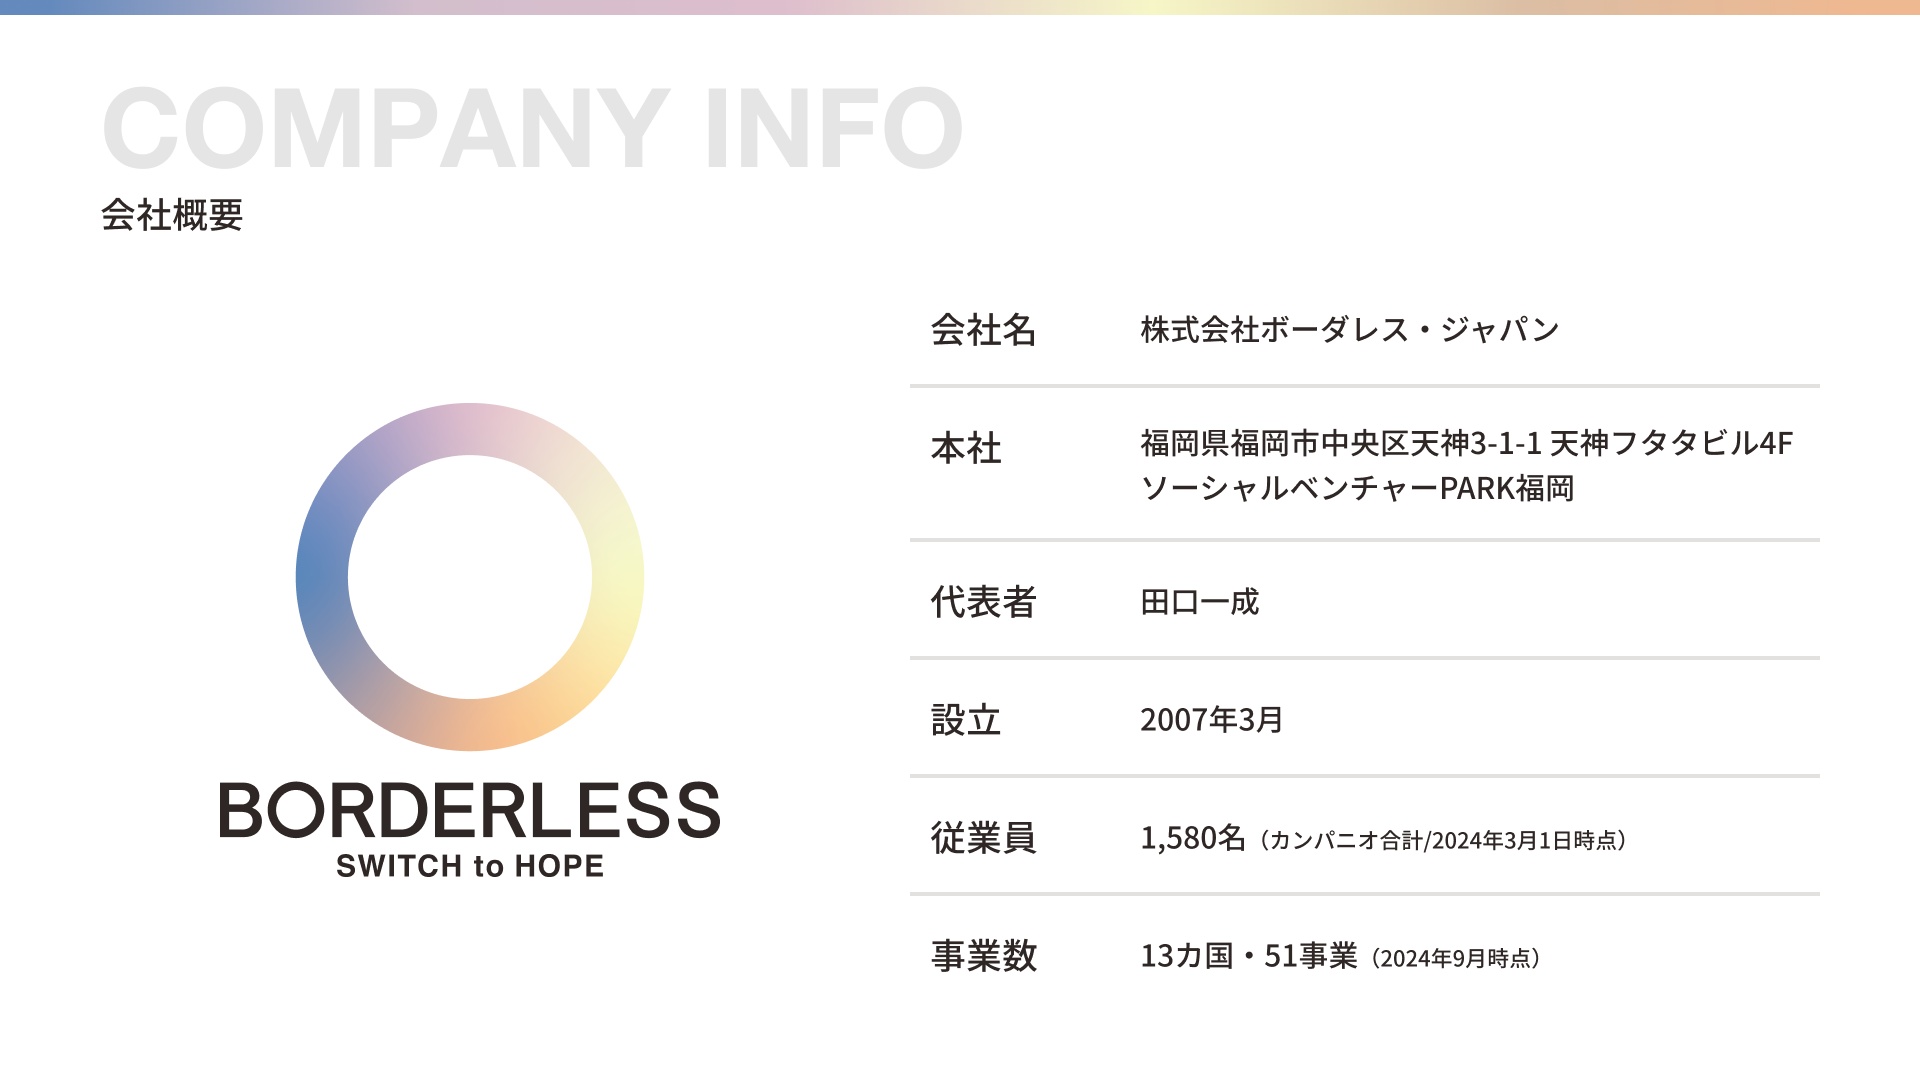 COMPANY INFO
会社概要
BORDERLESS
SWITCH to HOPE
会社名 株式会社ボーダレス・ジャパン
本社 福岡県福岡市中央区天神3-1-1 天神フタタビル4F
ソーシャルベンチャーPARK福岡
代表者 田口一成
設立 2007年3月
従業員 1,580名（カンパニオ合計/2024年3月1日時点）
事業数 13カ国・51事業（2024年9月時点）